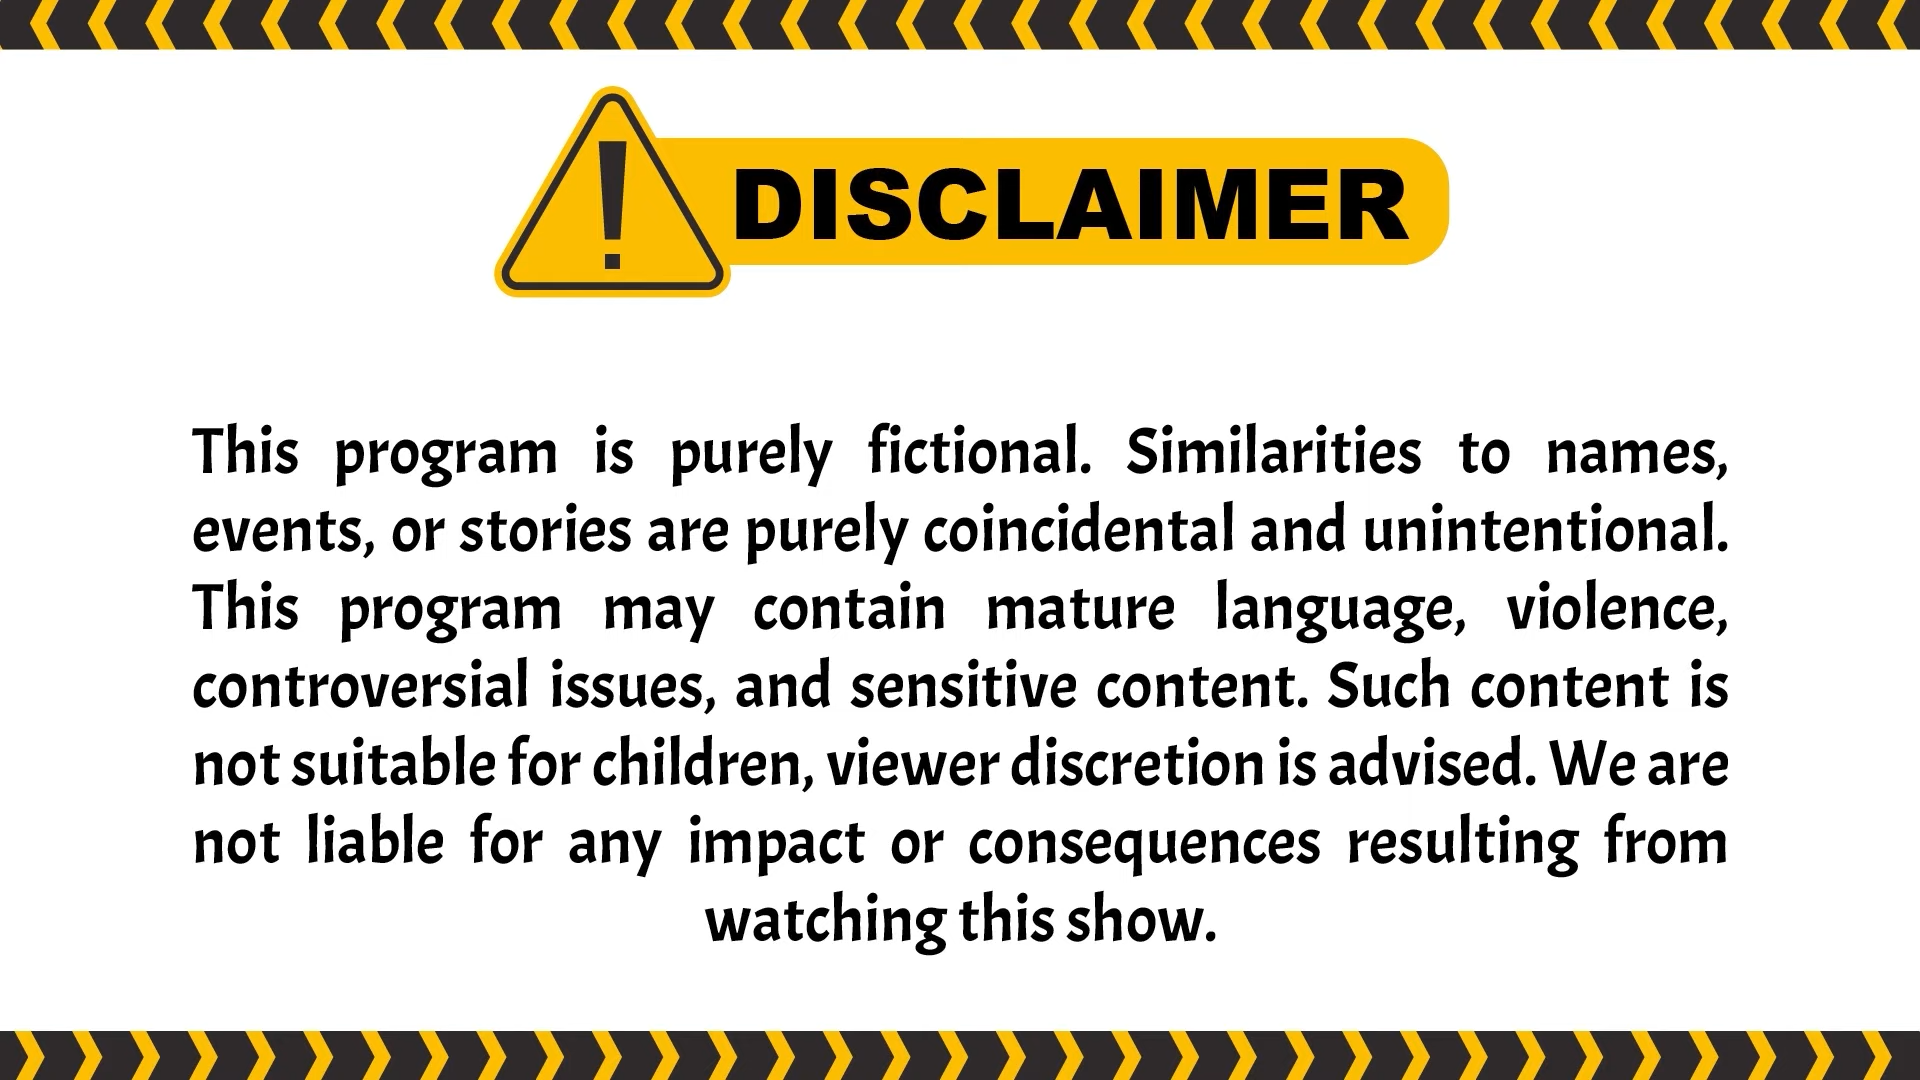 DISCLAIMER
This program is purely fictional. Similarities to names,
events, or stories are purely coincidental and unintentional.
This program may contain mature language, violence,
controversial issues, and sensitive content. Such content is
not suitable for children, viewer discretion is advised. We are
not liable for any impact or consequences resulting from
watching this show.